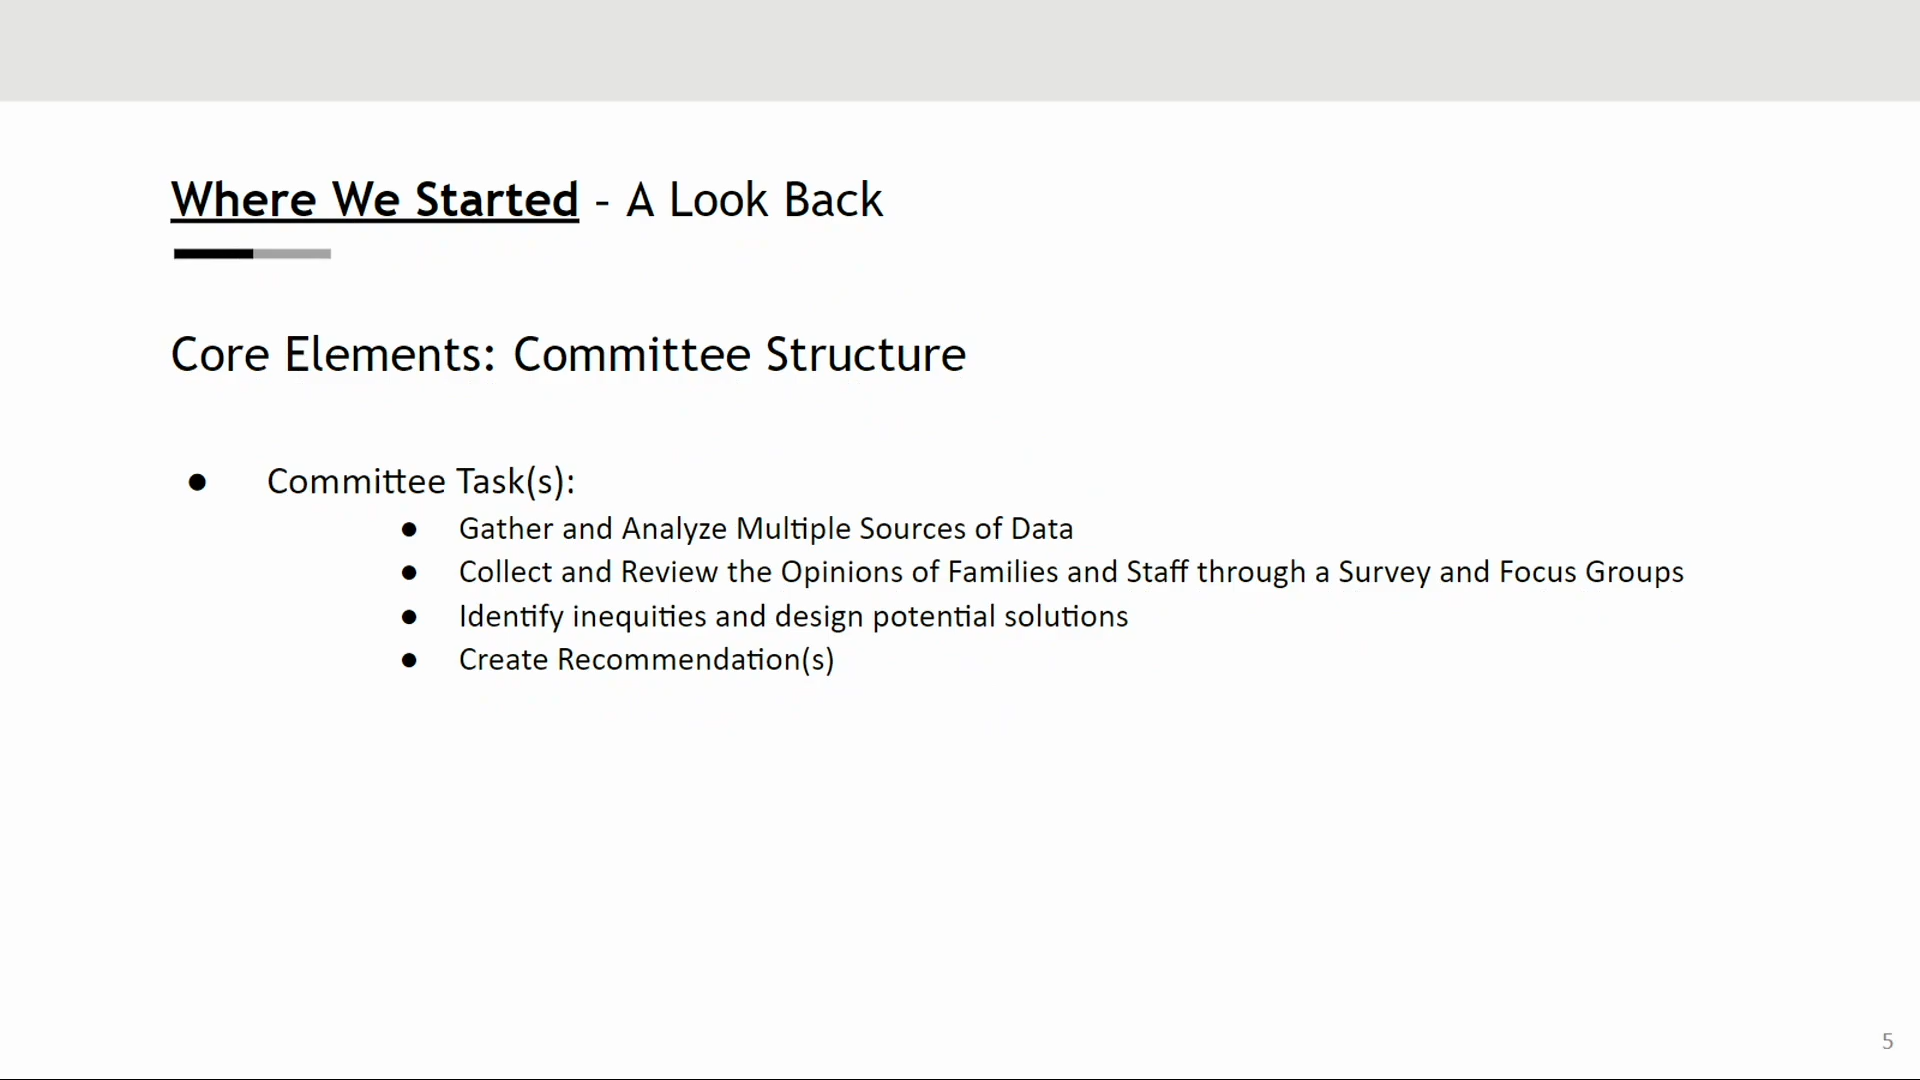 Where We Started - A Look Back
Core Elements: Committee Structure
● Committee Task(s):
● Gather and Analyze Multiple Sources of Data
● Collect and Review the Opinions of Families and Staff through a Survey and Focus Groups
● Identify inequities and design potential solutions
● Create Recommendation(s)
5